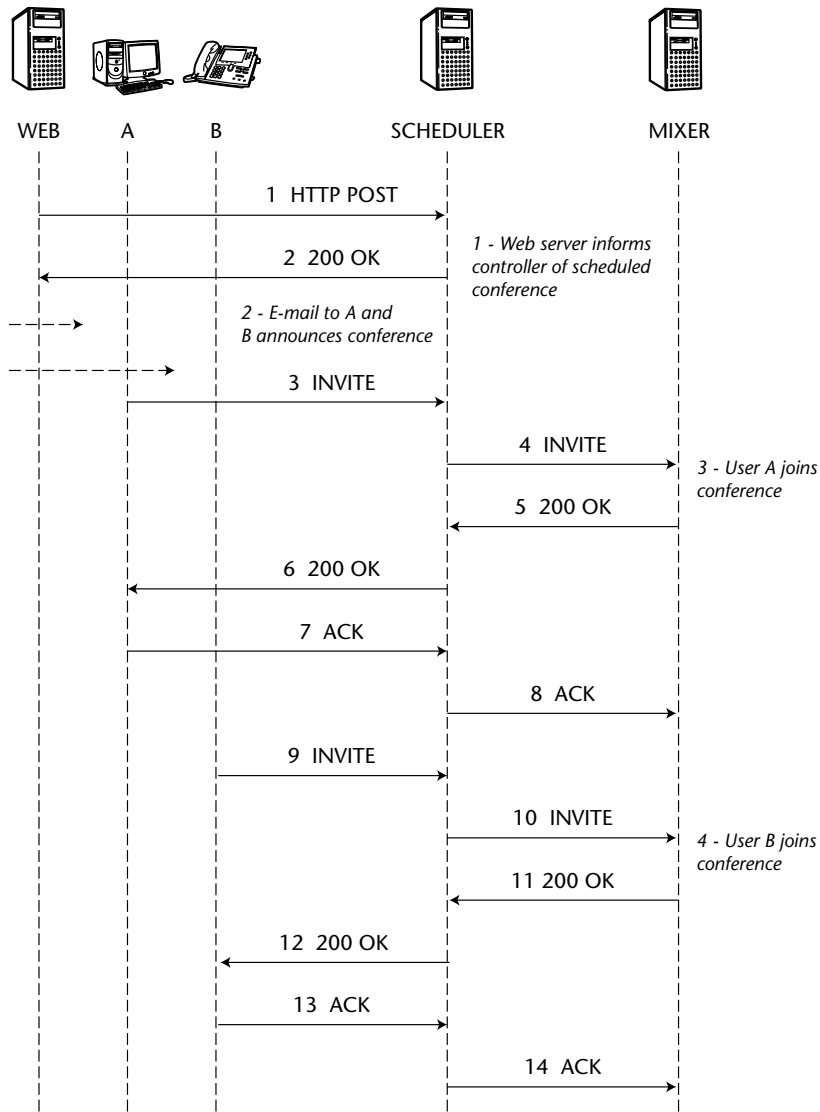 WEB A B SCHEDULER MIXER
1 HTTP POST
2 200 OK
1 - Web server informs
controller of scheduled
conference
2 - E-mail to A and
B announces conference
3 INVITE
4 INVITE
3 - User A joins
conference
5 200 OK
6 200 OK
7 ACK
8 ACK
9 INVITE
10 INVITE
4 - User B joins
conference
11 200 OK
12 200 OK
13 ACK
14 ACK